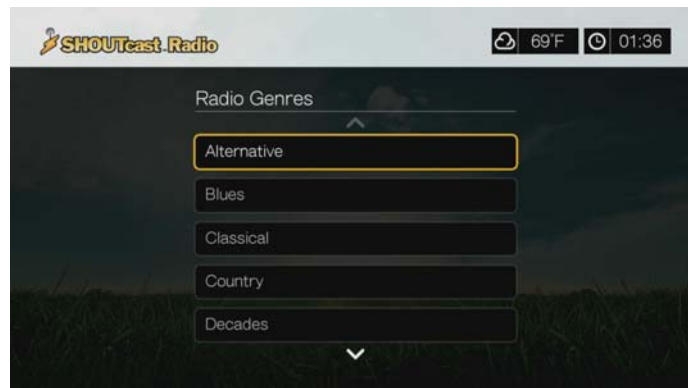 SHOUTcast Radio
69°F
01:36
Radio Genres
Alternative
Blues
Classical
Country
Decades